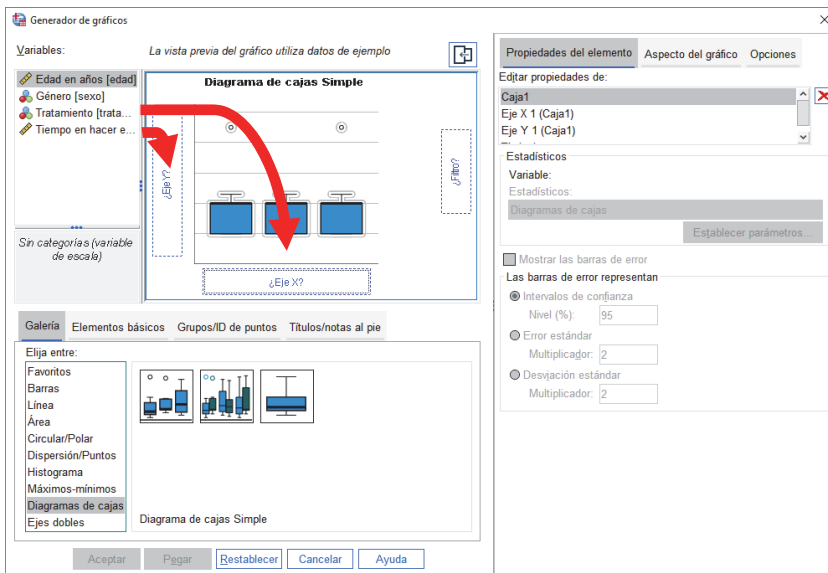 Generador de gráficos
Variables:
La vista previa del gráfico utiliza datos de ejemplo
Edad en años [edad]
Género [sexo]
Tratamiento [trata...
Tiempo en hacer e...
Sin categorías (variable
de escala)
Diagrama de cajas Simple
¿Eje Y?
¿Filtro?
¿Eje X?
Galería
Elementos básicos
Grupos/ID de puntos
Títulos/notas al pie
Elija entre:
Favoritos
Barras
Línea
Área
Circular/Polar
Dispersión/Puntos
Histograma
Máximos-mínimos
Diagramas de cajas
Ejes dobles
Diagrama de cajas Simple
Aceptar
Pegar
Restablecer
Cancelar
Ayuda
Propiedades del elemento
Aspecto del gráfico
Opciones
Editar propiedades de:
Caja1
Eje X 1 (Caja1)
Eje Y 1 (Caja1)
Estadísticos
Variable:
Estadísticos:
Diagramas de cajas
Establecer parámetros...
Mostrar las barras de error
Las barras de error representan
Intervalos de confianza
Nivel (%): 95
Error estándar
Multiplicador: 2
Desviación estándar
Multiplicador: 2